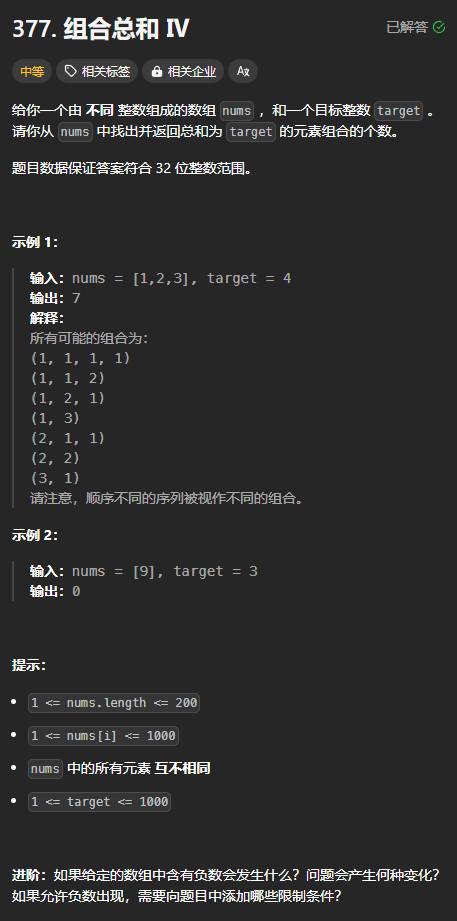 377. 组合总和 Ⅳ
已解答
中等 相关标签 相关企业 Aあ
给你一个由 不同 整数组成的数组 nums ，和一个目标整数 target 。
请你从 nums 中找出并返回总和为 target 的元素组合的个数。
题目数据保证答案符合 32 位整数范围。
示例 1：
输入：nums = [1,2,3], target = 4
输出：7
解释：
所有可能的组合为：
(1, 1, 1, 1)
(1, 1, 2)
(1, 2, 1)
(1, 3)
(2, 1, 1)
(2, 2)
(3, 1)
请注意，顺序不同的序列被视作不同的组合。
示例 2：
输入：nums = [9], target = 3
输出：0
提示：
• 1 <= nums.length <= 200
• 1 <= nums[i] <= 1000
• nums 中的所有元素 互不相同
• 1 <= target <= 1000
进阶：如果给定的数组中含有负数会发生什么？问题会产生何种变化？
如果允许负数出现，需要向题目中添加哪些限制条件？